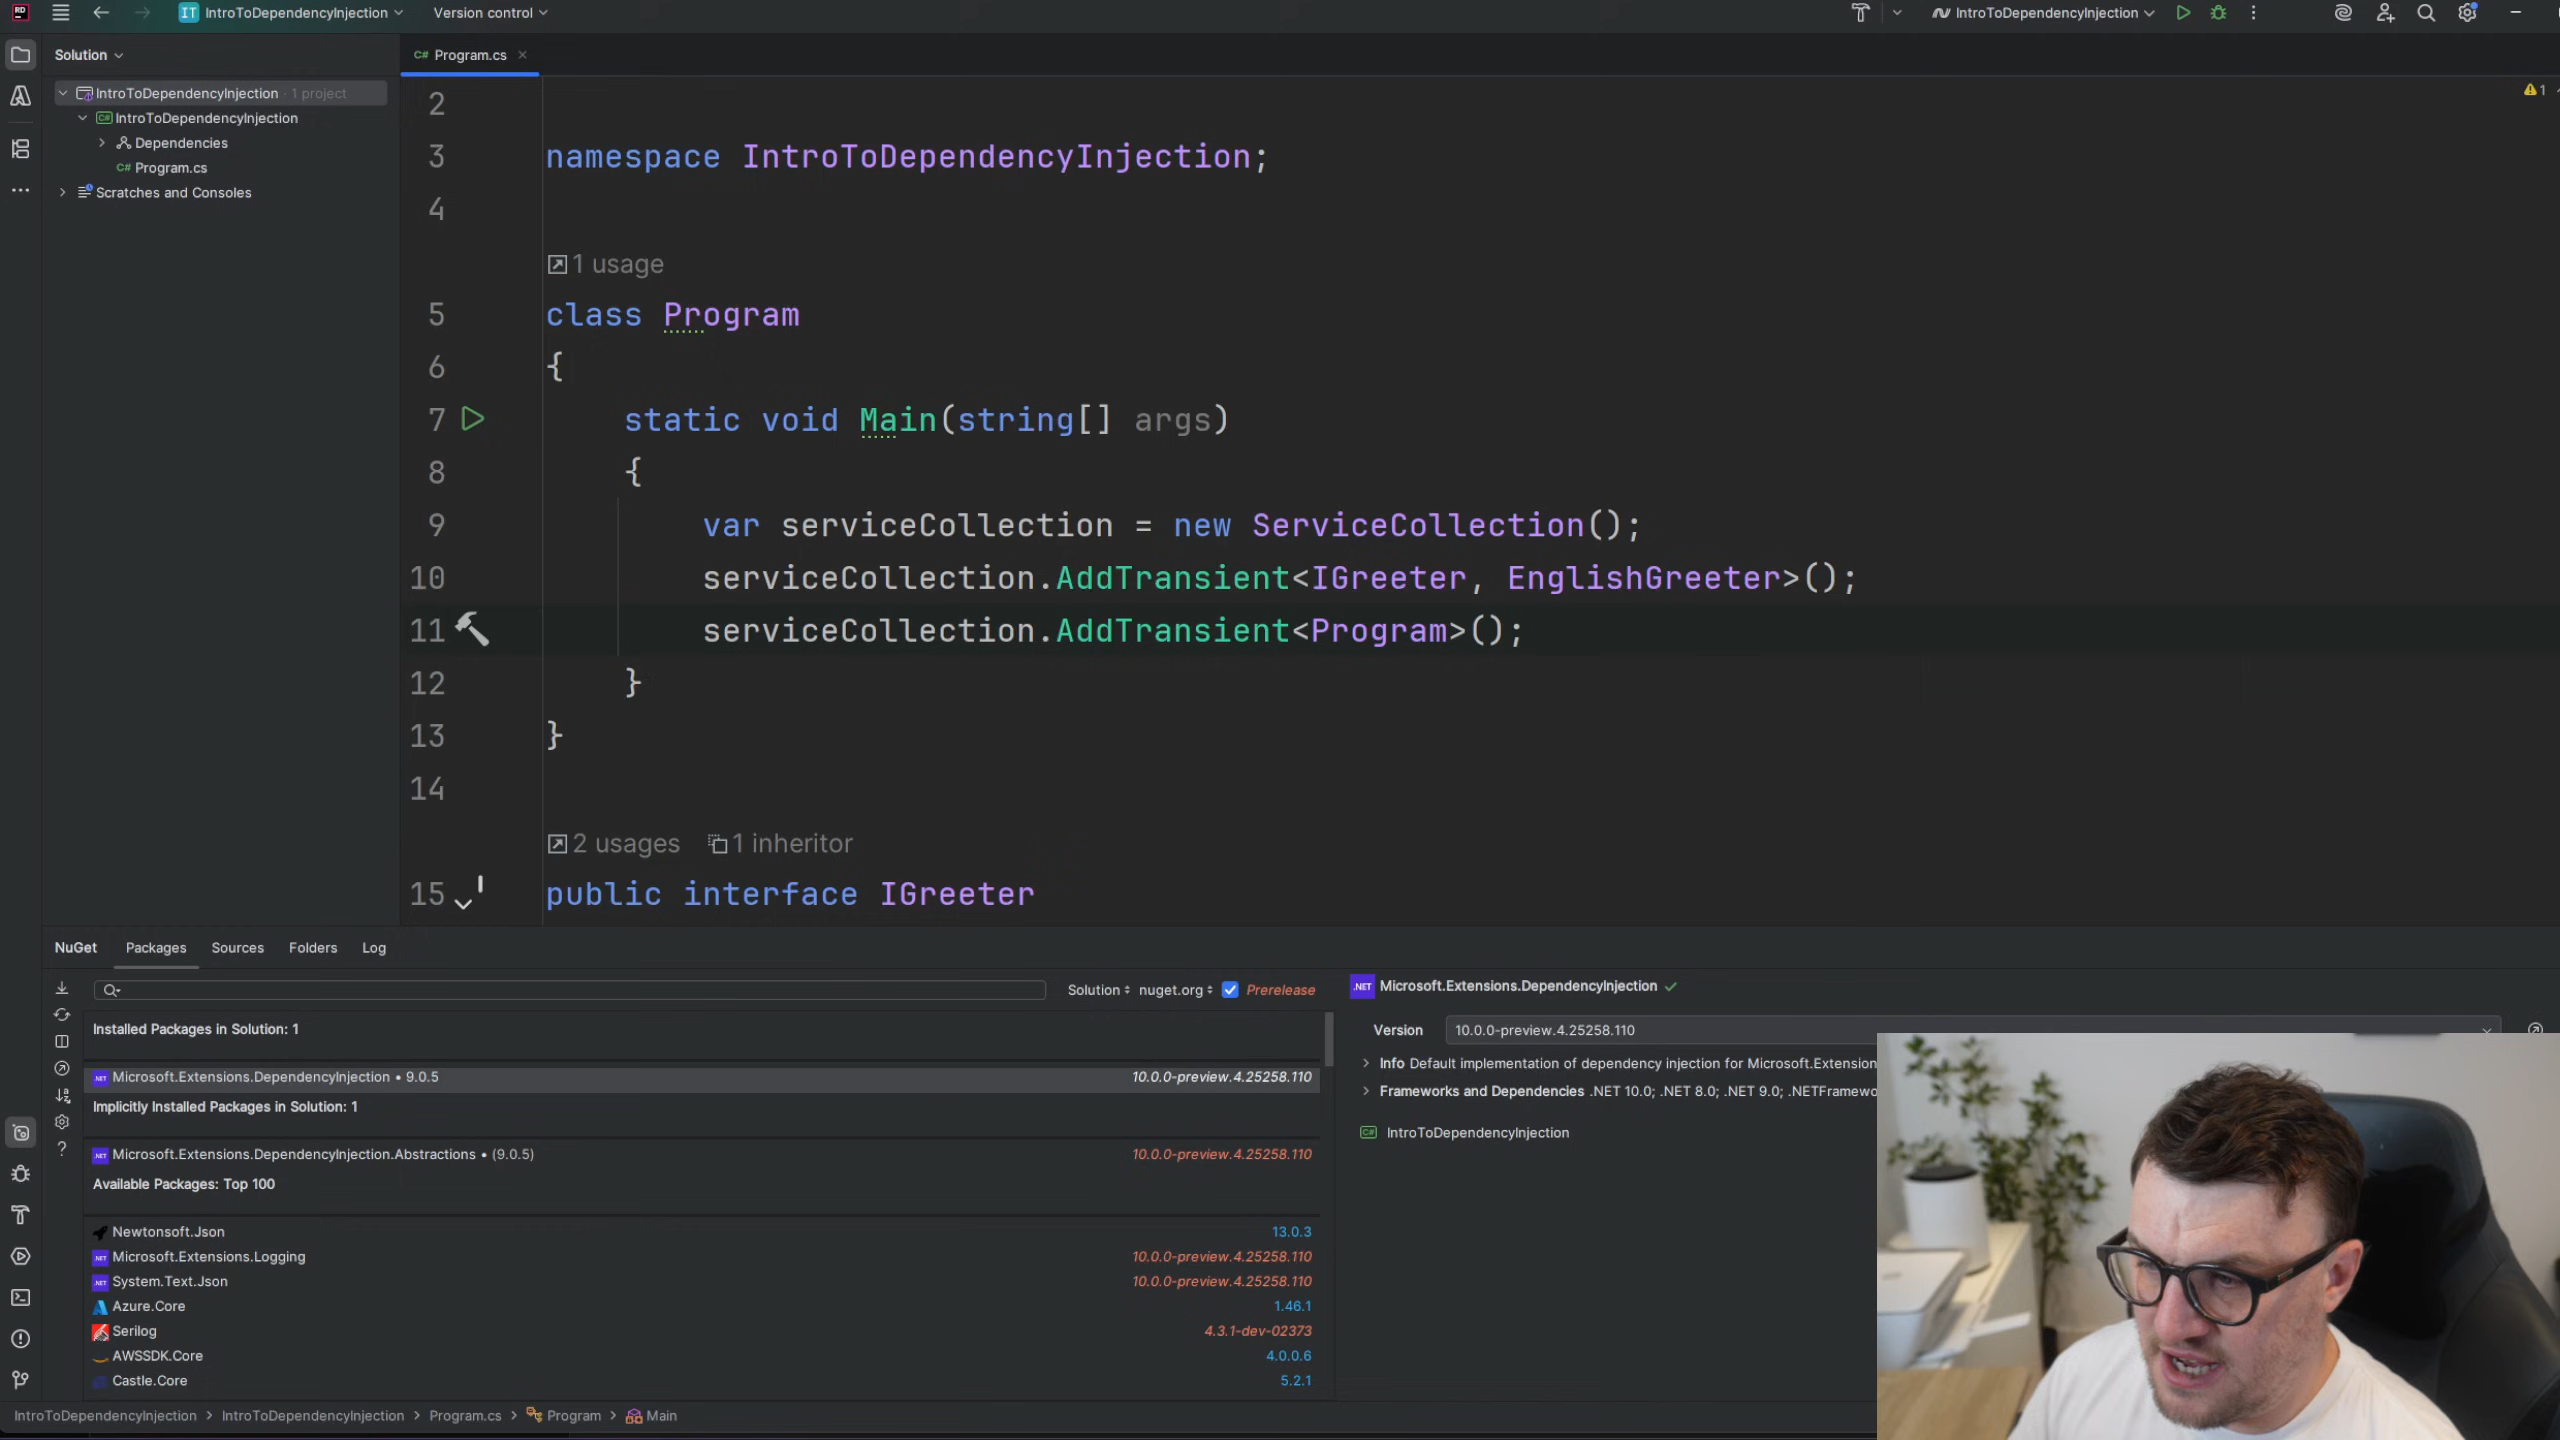 RD
IT IntroToDependencyInjection
Version control
IntroToDependencyInjection
Solution
C# Program.cs
IntroToDependencyInjection · 1 project
C# IntroToDependencyInjection
Dependencies
C# Program.cs
Scratches and Consoles
1
2
3 namespace IntroToDependencyInjection;
4
1 usage
5 class Program
6 {
7 static void Main(string[] args)
8 {
9 var serviceCollection = new ServiceCollection();
10 serviceCollection.AddTransient<IGreeter, EnglishGreeter>();
11 serviceCollection.AddTransient<Program>();
12 }
13 }
14
2 usages 1 inheritor
15 public interface IGreeter
NuGet Packages Sources Folders Log
Solution nuget.org Prerelease
Installed Packages in Solution: 1
.NET Microsoft.Extensions.DependencyInjection • 9.0.5 10.0.0-preview.4.25258.110
Implicitly Installed Packages in Solution: 1
.NET Microsoft.Extensions.DependencyInjection.Abstractions • (9.0.5) 10.0.0-preview.4.25258.110
Available Packages: Top 100
Newtonsoft.Json 13.0.3
.NET Microsoft.Extensions.Logging 10.0.0-preview.4.25258.110
.NET System.Text.Json 10.0.0-preview.4.25258.110
Azure.Core 1.46.1
Serilog 4.3.1-dev-02373
AWSSDK.Core 4.0.0.6
Castle.Core 5.2.1
.NET Microsoft.Extensions.DependencyInjection
Version 10.0.0-preview.4.25258.110
Info Default implementation of dependency injection for Microsoft.Extension
Frameworks and Dependencies .NET 10.0; .NET 8.0; .NET 9.0; .NETFramewo
C# IntroToDependencyInjection
IntroToDependencyInjection > IntroToDependencyInjection > Program.cs > Program > Main